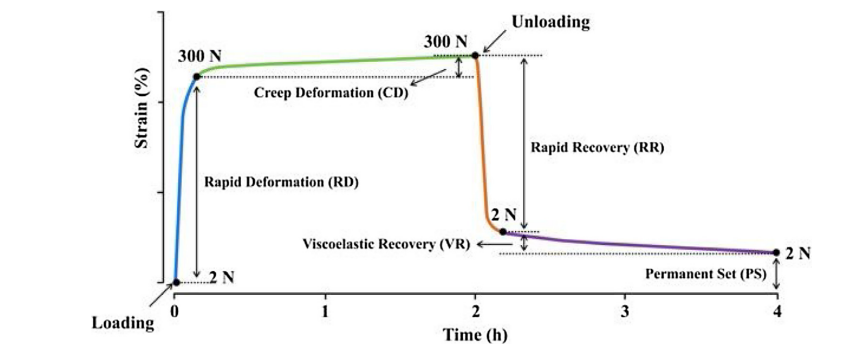 Unloading
300 N
300 N
Creep Deformation (CD)
Strain (%)
Rapid Recovery (RR)
Rapid Deformation (RD)
2 N
Viscoelastic Recovery (VR)
2 N
Permanent Set (PS)
2 N
Loading
0 1 2 3 4
Time (h)